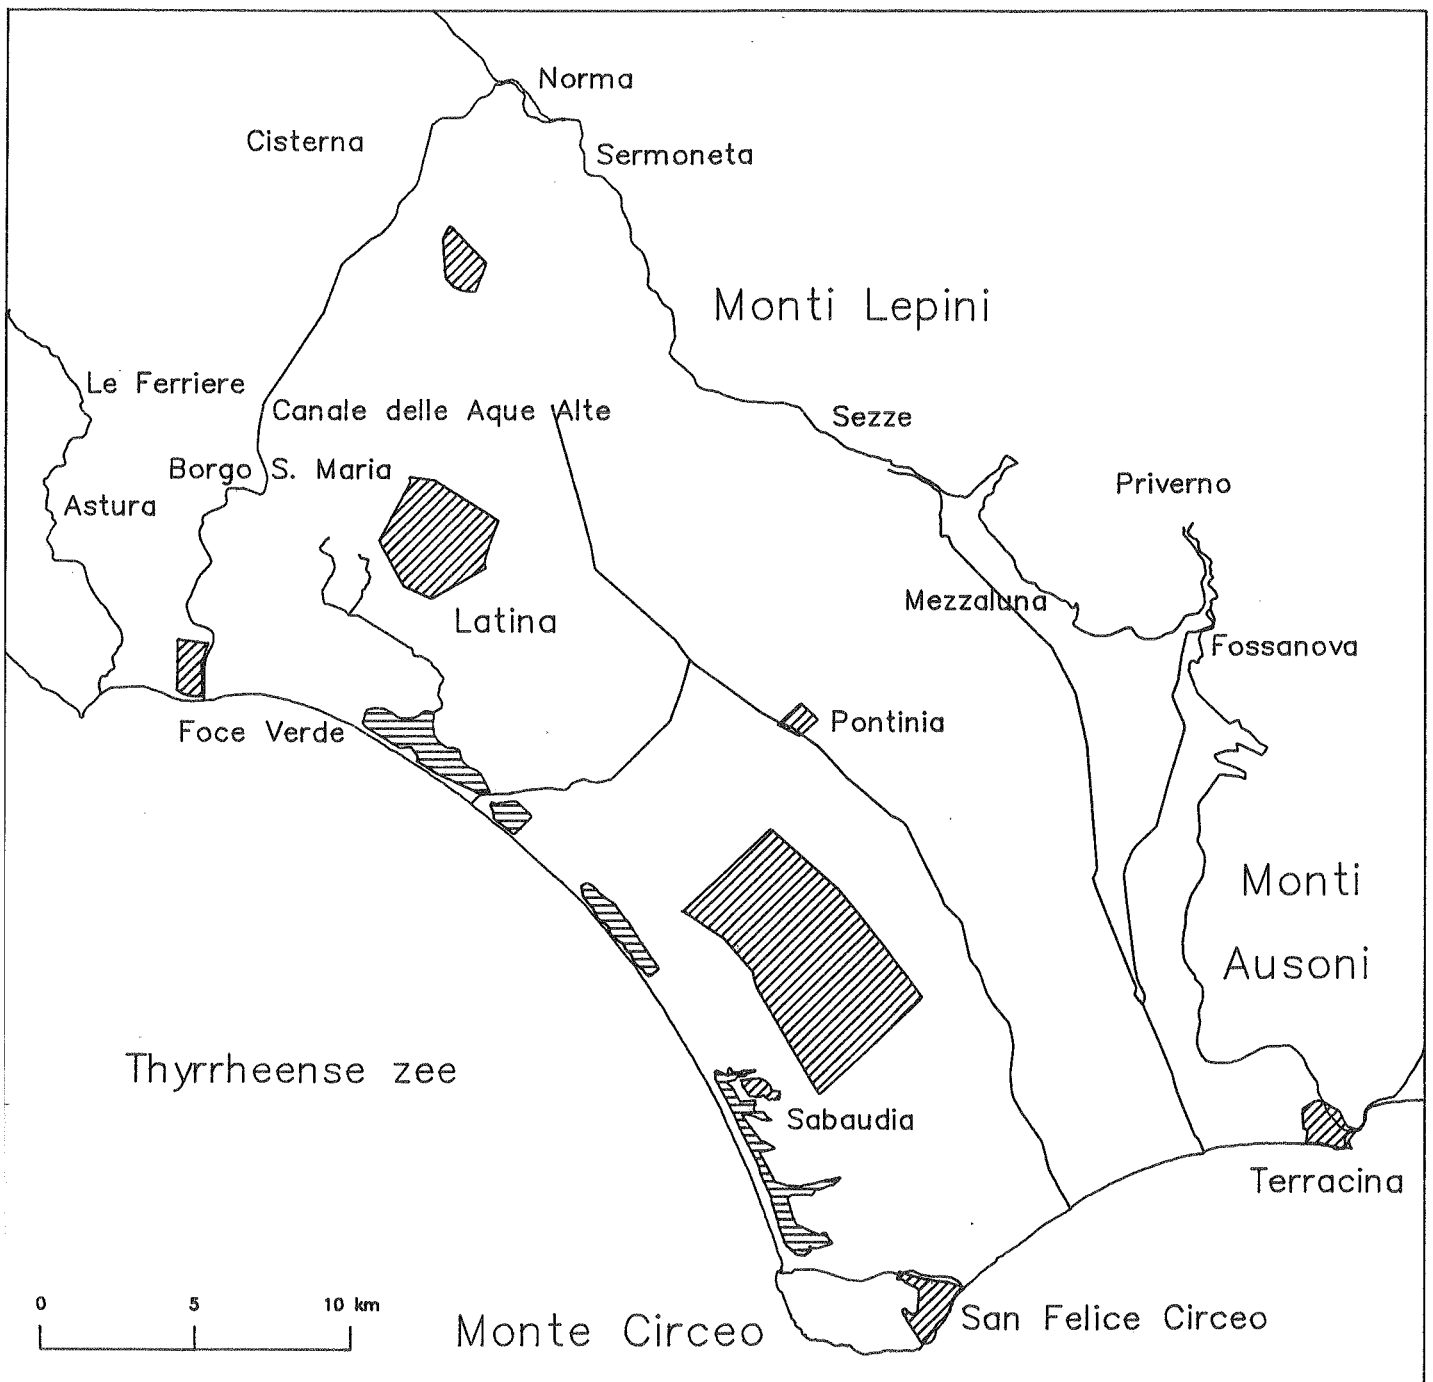 Norma
Cisterna
Sermoneta
Monti Lepini
Le Ferriere
Canale delle Aque Alte
Sezze
Borgo S. Maria
Priverno
Astura
Mezzaluna
Latina
Fossanova
Foce Verde
Pontinia
Monti
Ausoni
Thyrrheense zee
Sabaudia
Terracina
0 5 10 km
Monte Circeo
San Felice Circeo